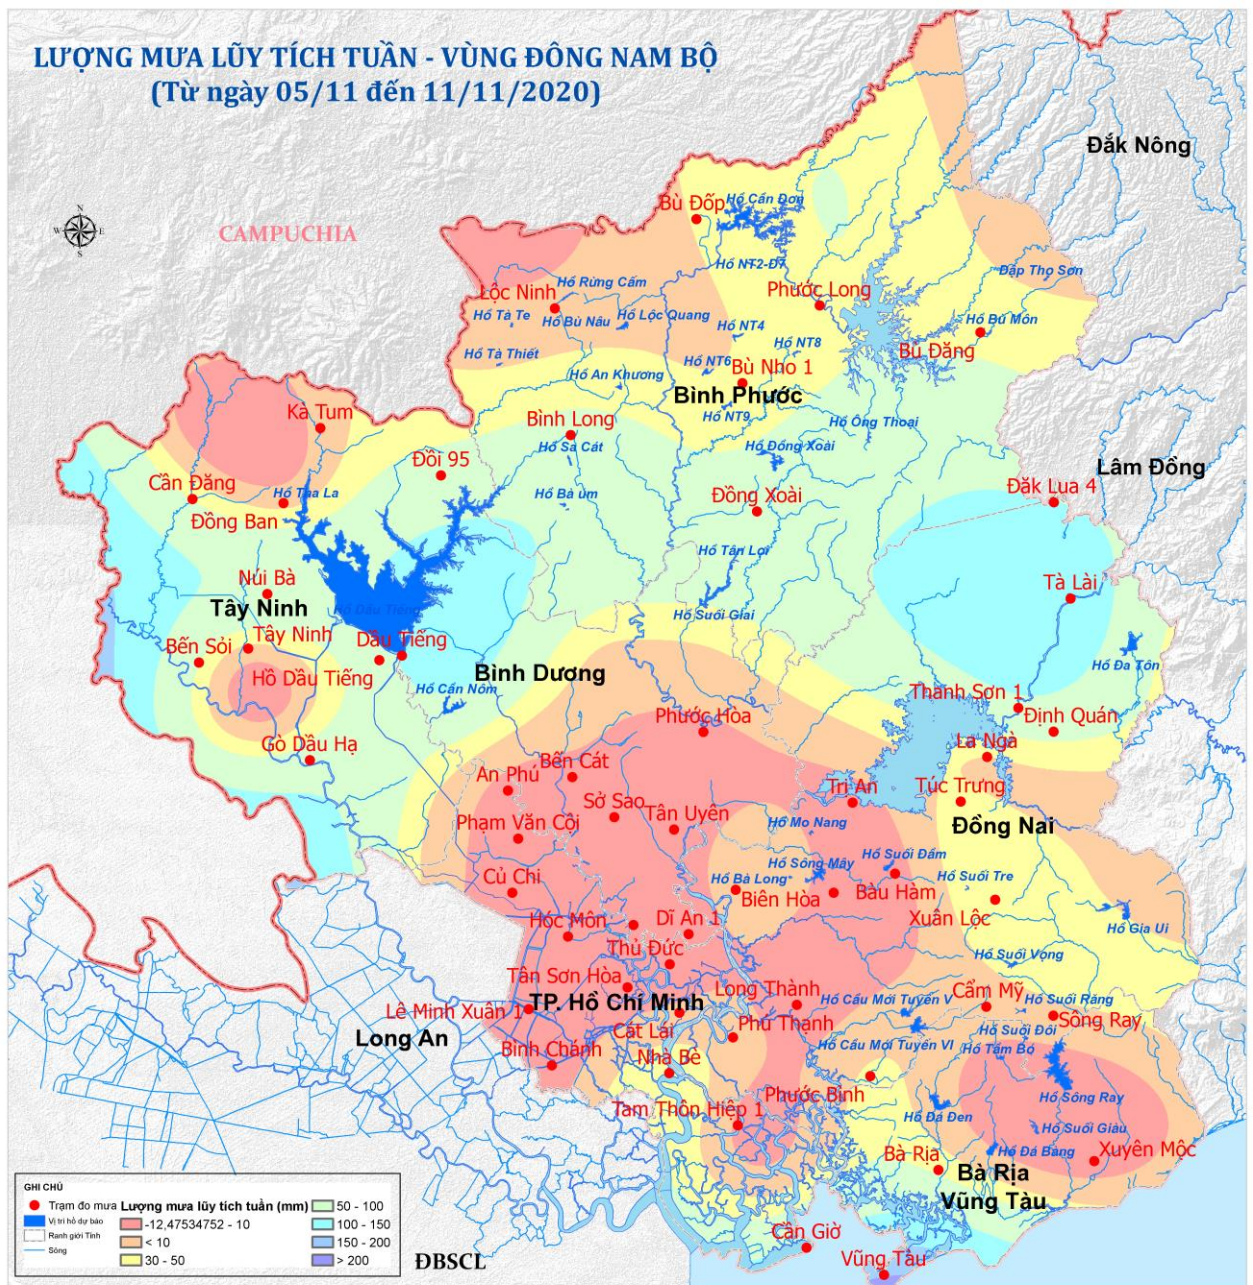 LƯỢNG MƯA LŨY TÍCH TUẦN - VÙNG ĐÔNG NAM BỘ
(Từ ngày 05/11 đến 11/11/2020)
Đắk Nông
N
W E
S
CAMPUCHIA
Bù Đốp
Hồ Cần Đơn
Hồ NT2-Đ7
Đập Thọ Sơn
Lộc Ninh
Hồ Rừng Cấm
Phước Long
Hồ Tà Te
Hồ Bù Nâu
Hồ Lộc Quang
Hồ NT4
Hồ Bù Môn
Bù Đăng
Hồ Tà Thiết
Hồ NT8
Hồ NT6
Bù Nho 1
Hồ An Khương
Bình Phước
Hồ NT9
Kà Tum
Bình Long
Hồ Ông Thoại
Hồ Sa Cát
Hồ Đồng Xoài
Đồi 95
Lâm Đồng
Cần Đăng
Hồ Tha La
Hồ Bà Úm
Đồng Xoài
Đăk Lua 4
Đồng Ban
Hồ Tân Lợi
Núi Bà
Tà Lài
Tây Ninh
Hồ Dầu Tiếng
Hồ Suối Giai
Bến Sỏi
Tây Ninh
Dầu Tiếng
Hồ Đa Tôn
Hồ Dầu Tiếng
Bình Dương
Hồ Cần Nôm
Thanh Sơn 1
Phước Hòa
Định Quán
Gò Dầu Hạ
La Ngà
Bến Cát
An Phú
Trị An
Túc Trưng
Sở Sao
Tân Uyên
Phạm Văn Cội
Hồ Mo Nang
Đồng Nai
Hồ Sông Mây
Hồ Suối Đầm
Củ Chi
Hồ Bà Long
Hồ Suối Tre
Biên Hòa
Bàu Hàm
Xuân Lộc
Hóc Môn
Dĩ An 1
Hồ Gia Ui
Thủ Đức
Hồ Suối Vọng
Tân Sơn Hòa
Long Thành
Cẩm Mỹ
TP. Hồ Chí Minh
Hồ Cầu Mới Tuyến V
Hồ Suối Răng
Lê Minh Xuân 1
Sông Ray
Cát Lái
Phú Thạnh
Hồ Suối Đôi
Long An
Hồ Cầu Mới Tuyến VI
Hồ Tầm Bó
Bình Chánh
Nhà Bè
Phước Bình
Hồ Sông Ray
Tam Thôn Hiệp 1
Hồ Đá Đen
Hồ Suối Giàu
Hồ Đá Bàng
Xuyên Mộc
Bà Rịa
Bà Rịa
Vũng Tàu
Cần Giờ
Vũng Tàu
ĐBSCL
GHI CHÚ
Trạm đo mưa
Vị trí hồ dự báo
Ranh giới Tỉnh
Sông
Lượng mưa lũy tích tuần (mm)
-12,47534752 - 10
< 10
30 - 50
50 - 100
100 - 150
150 - 200
> 200